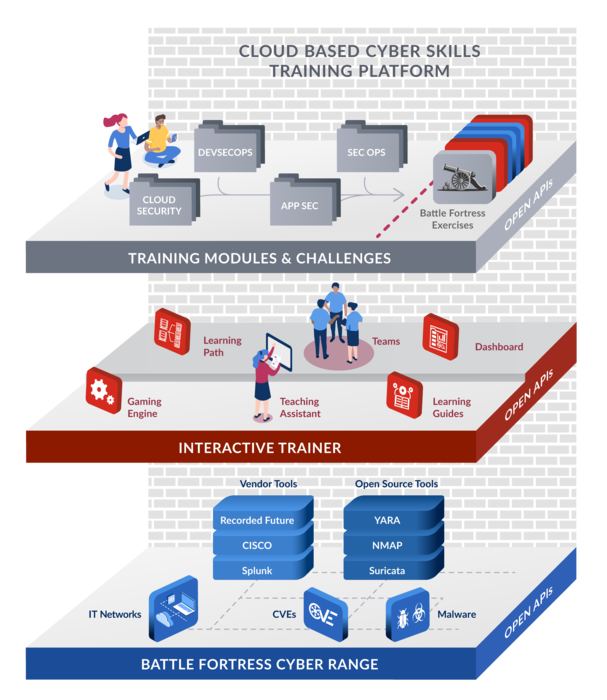 CLOUD BASED CYBER SKILLS
TRAINING PLATFORM
DEVSECOPS
SEC OPS
CLOUD
SECURITY
APP SEC
Battle Fortress
Exercises
OPEN APIs
TRAINING MODULES & CHALLENGES
Learning
Path
Teams
Dashboard
Gaming
Engine
Teaching
Assistant
Learning
Guides
OPEN APIs
INTERACTIVE TRAINER
Vendor Tools
Open Source Tools
Recorded Future
YARA
CISCO
NMAP
Splunk
Suricata
IT Networks
CVEs
CVE
Malware
OPEN APIs
BATTLE FORTRESS CYBER RANGE